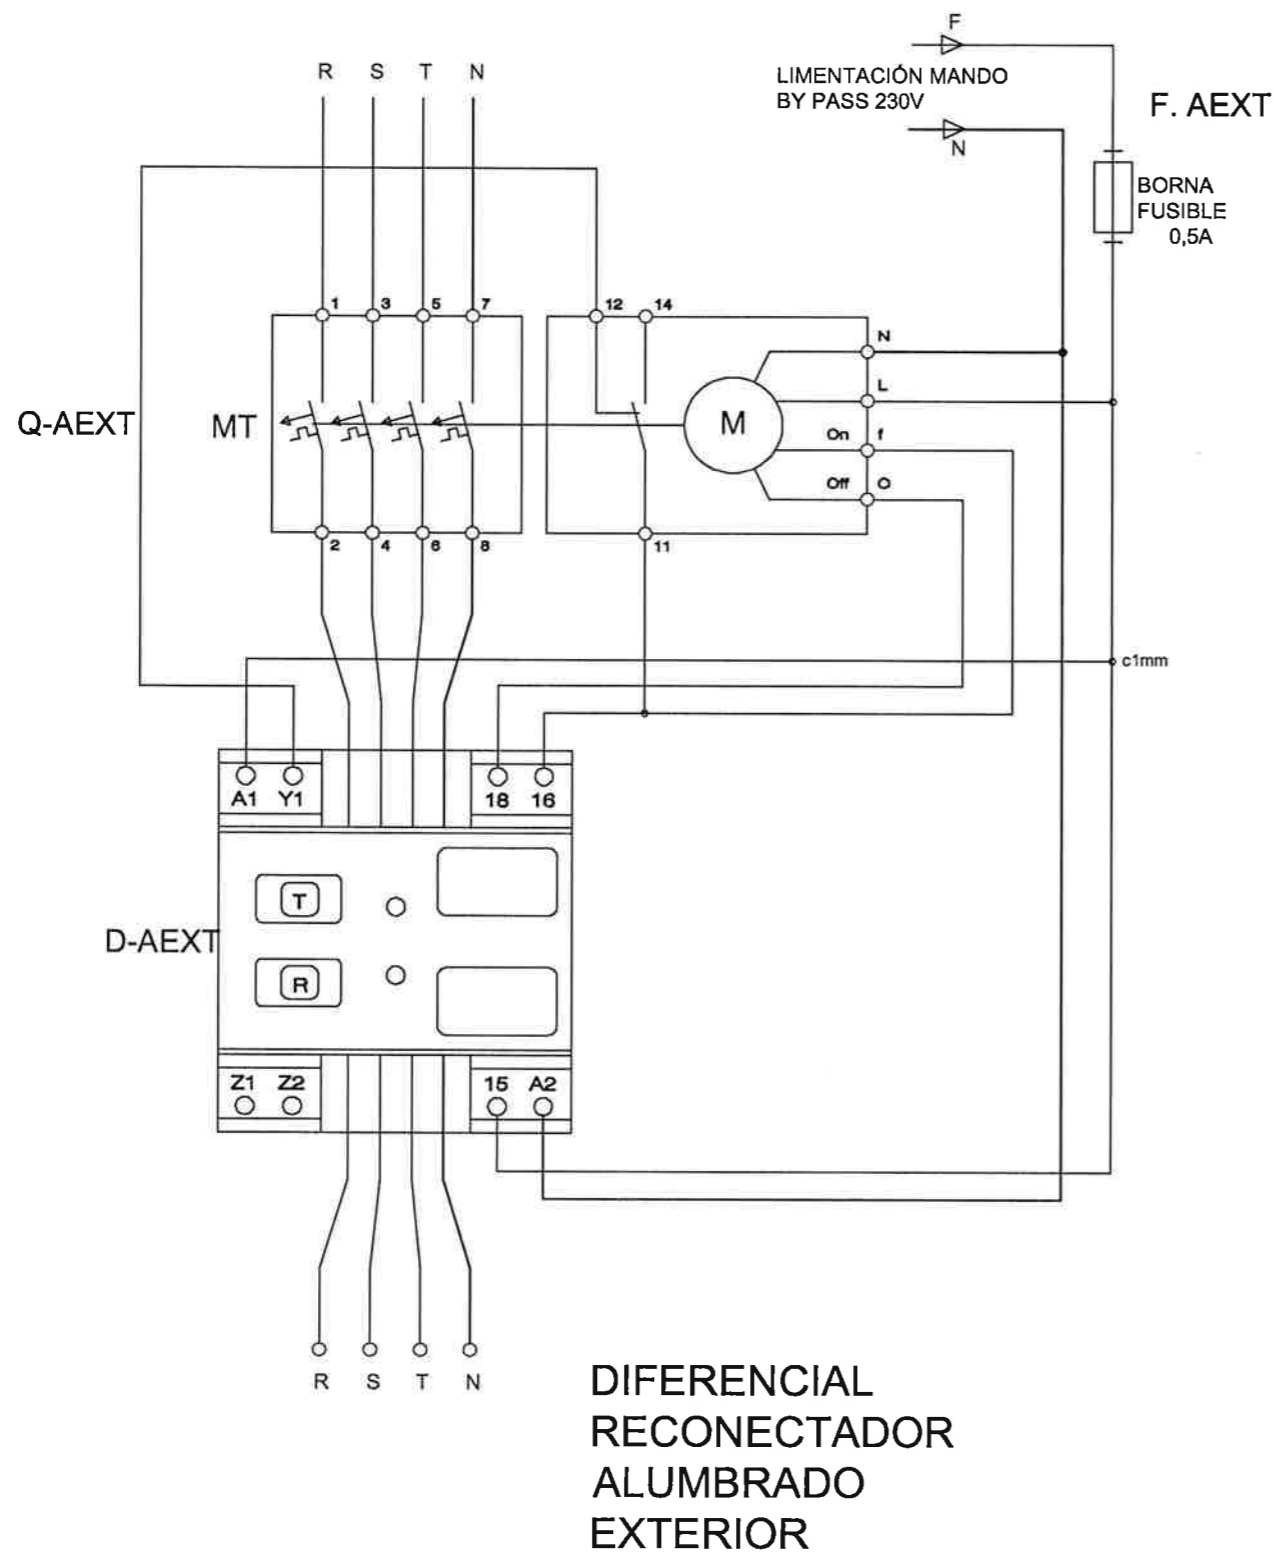 F
R S T N
LIMENTACIÓN MANDO
BY PASS 230V
F. AEXT
N
BORNA
FUSIBLE
0,5A
1 3 5 7 12 14
N
L
Q-AEXT
MT
M
On f
Off O
2 4 6 8 11
c1mm
A1 Y1 18 16
T
D-AEXT
R
Z1 Z2 15 A2
R S T N
DIFERENCIAL
RECONECTADOR
ALUMBRADO
EXTERIOR